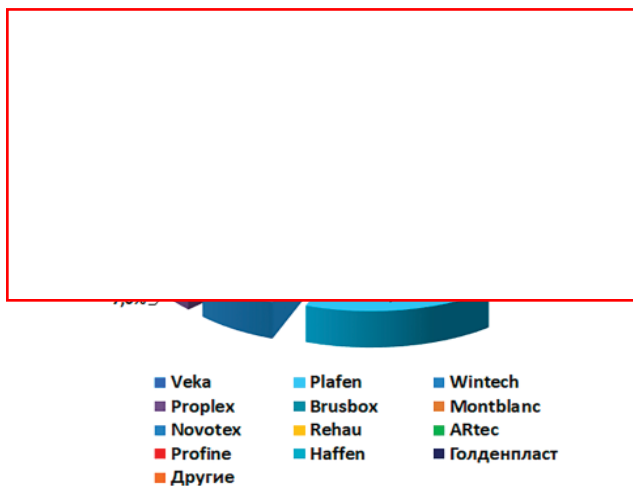 Veka Plafen Wintech
Proplex Brusbox Montblanc
Novotex Rehau ARtec
Profine Haffen Голденпласт
Другие